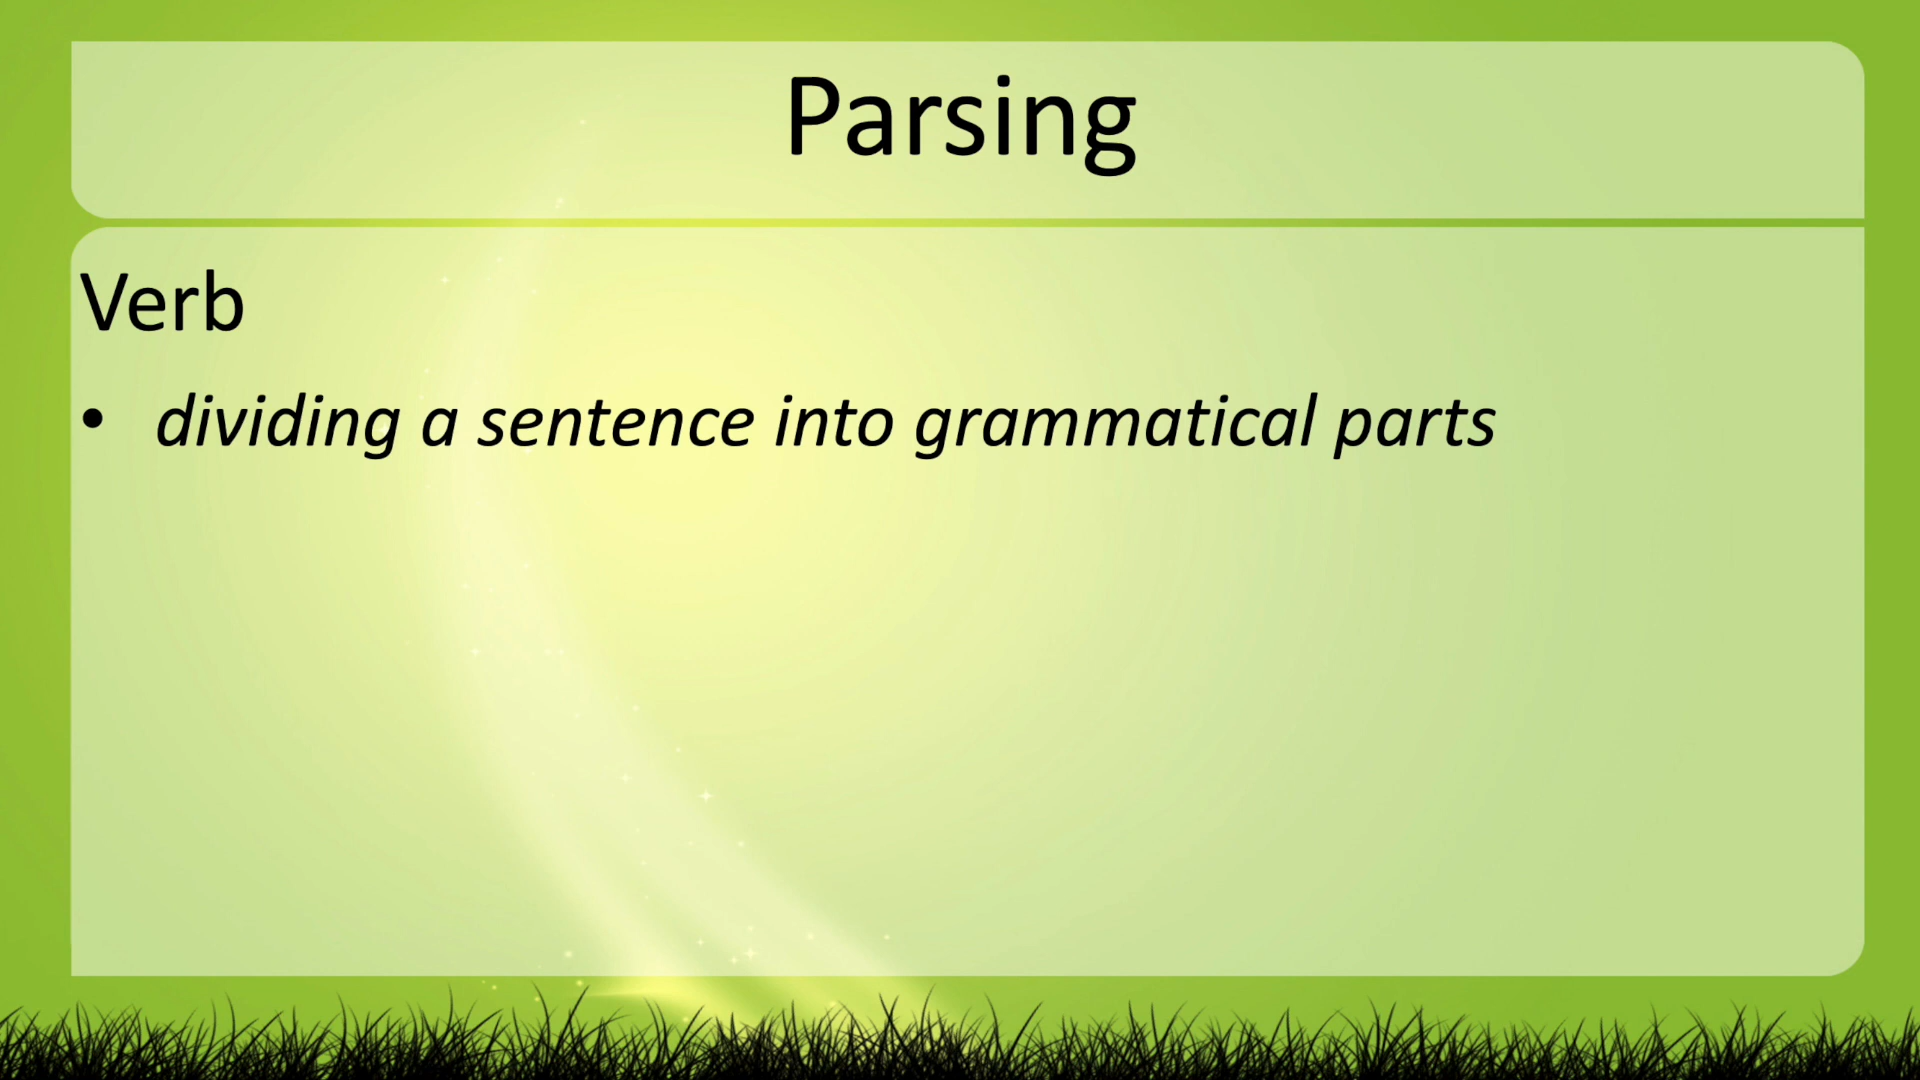 Parsing
Verb
• dividing a sentence into grammatical parts